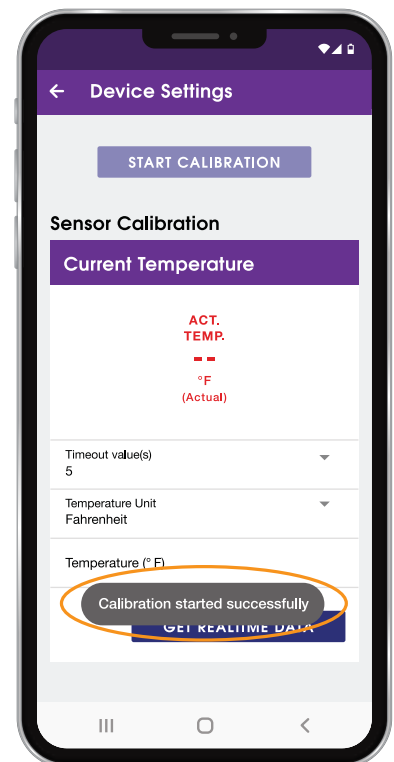 Device Settings
START CALIBRATION
Sensor Calibration
Current Temperature
ACT.
TEMP.
--
°F
(Actual)
Timeout value(s)
5
Temperature Unit
Fahrenheit
Temperature (° F)
Calibration started successfully
GET REALTIME DATA